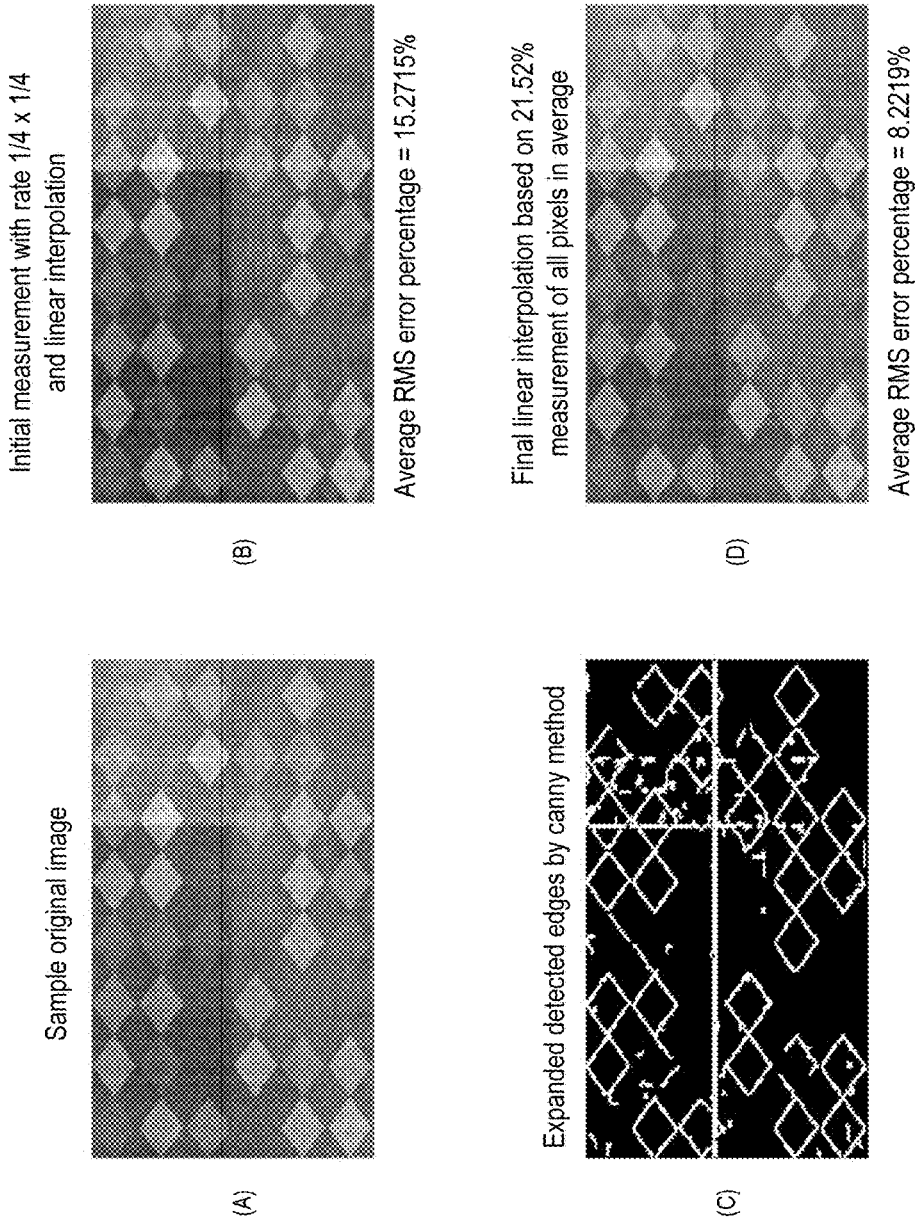 Sample original image
(A)
Initial measurement with rate 1/4 x 1/4
and linear interpolation
(B)
Average RMS error percentage = 15.2715%
Expanded detected edges by canny method
(C)
Final linear interpolation based on 21.52%
measurement of all pixels in average
(D)
Average RMS error percentage = 8.2219%